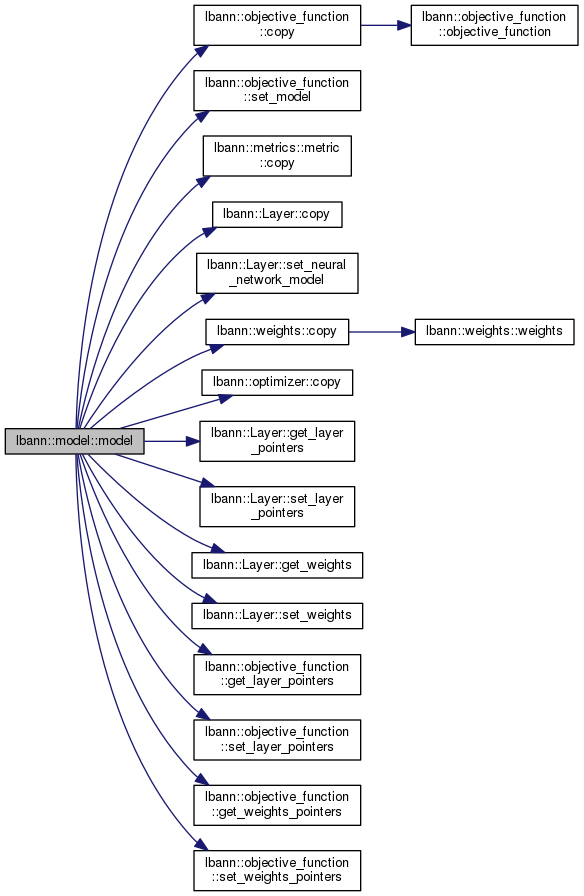 lbann::objective_function
::copy
lbann::objective_function
::objective_function
lbann::objective_function
::set_model
lbann::metrics::metric
::copy
lbann::Layer::copy
lbann::Layer::set_neural
_network_model
lbann::weights::copy
lbann::weights::weights
lbann::optimizer::copy
lbann::model::model
lbann::Layer::get_layer
_pointers
lbann::Layer::set_layer
_pointers
lbann::Layer::get_weights
lbann::Layer::set_weights
lbann::objective_function
::get_layer_pointers
lbann::objective_function
::set_layer_pointers
lbann::objective_function
::get_weights_pointers
lbann::objective_function
::set_weights_pointers